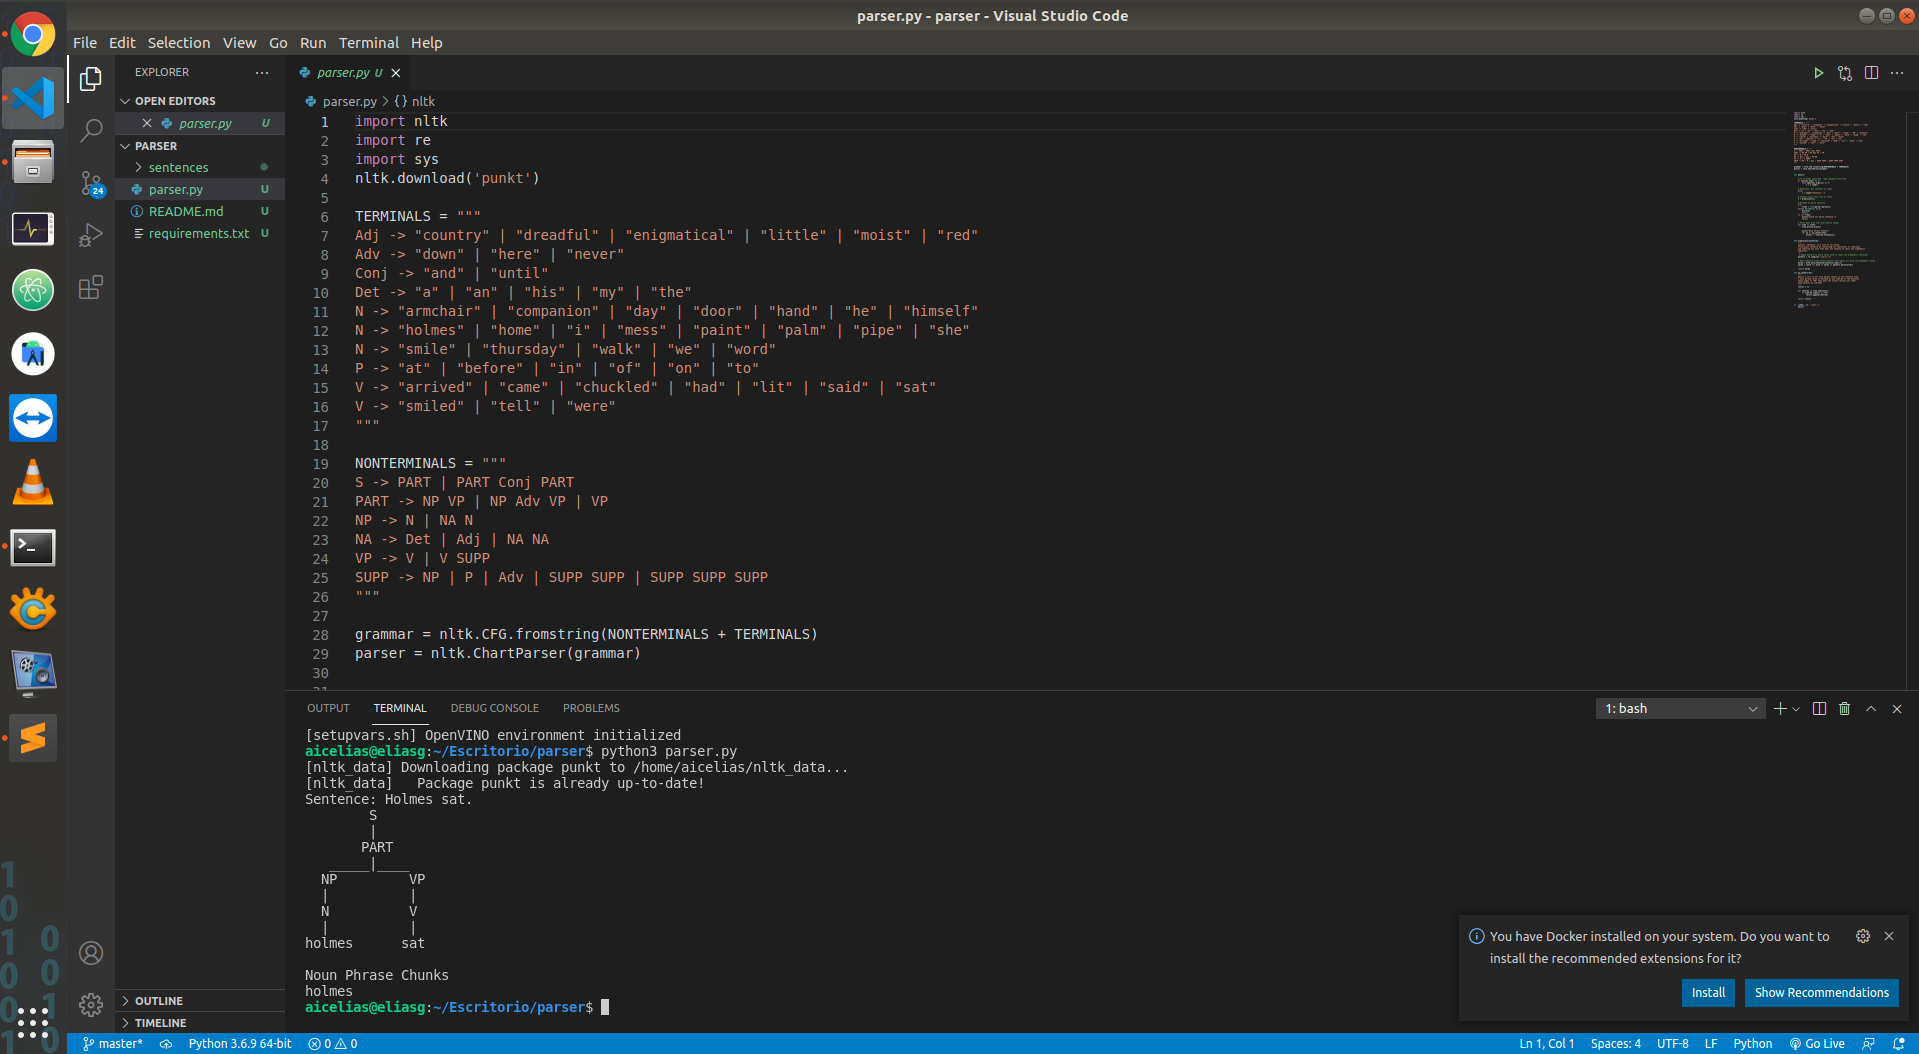 parser.py - parser - Visual Studio Code
File Edit Selection View Go Run Terminal Help
EXPLORER
OPEN EDITORS
parser.py U
PARSER
sentences
parser.py U
README.md U
requirements.txt U
24
OUTLINE
TIMELINE
parser.py U
parser.py > {} nltk
1 import nltk
2 import re
3 import sys
4 nltk.download('punkt')
5
6 TERMINALS = """
7 Adj -> "country" | "dreadful" | "enigmatical" | "little" | "moist" | "red"
8 Adv -> "down" | "here" | "never"
9 Conj -> "and" | "until"
10 Det -> "a" | "an" | "his" | "my" | "the"
11 N -> "armchair" | "companion" | "day" | "door" | "hand" | "he" | "himself"
12 N -> "holmes" | "home" | "i" | "mess" | "paint" | "palm" | "pipe" | "she"
13 N -> "smile" | "thursday" | "walk" | "we" | "word"
14 P -> "at" | "before" | "in" | "of" | "on" | "to"
15 V -> "arrived" | "came" | "chuckled" | "had" | "lit" | "said" | "sat"
16 V -> "smiled" | "tell" | "were"
17 """
18
19 NONTERMINALS = """
20 S -> PART | PART Conj PART
21 PART -> NP VP | NP Adv VP | VP
22 NP -> N | NA N
23 NA -> Det | Adj | NA NA
24 VP -> V | V SUPP
25 SUPP -> NP | P | Adv | SUPP SUPP | SUPP SUPP SUPP
26 """
27
28 grammar = nltk.CFG.fromstring(NONTERMINALS + TERMINALS)
29 parser = nltk.ChartParser(grammar)
30
OUTPUT TERMINAL DEBUG CONSOLE PROBLEMS
1: bash
[setupvars.sh] OpenVINO environment initialized
aicelias@eliasg:~/Escritorio/parser$ python3 parser.py
[nltk_data] Downloading package punkt to /home/aicelias/nltk_data...
[nltk_data]   Package punkt is already up-to-date!
Sentence: Holmes sat.
S
|
PART
_____|____
NP VP
| |
N V
| |
holmes sat
Noun Phrase Chunks
holmes
aicelias@eliasg:~/Escritorio/parser$
You have Docker installed on your system. Do you want to
install the recommended extensions for it?
Install Show Recommendations
master* Python 3.6.9 64-bit 0 0 Ln 1, Col 1 Spaces: 4 UTF-8 LF Python Go Live